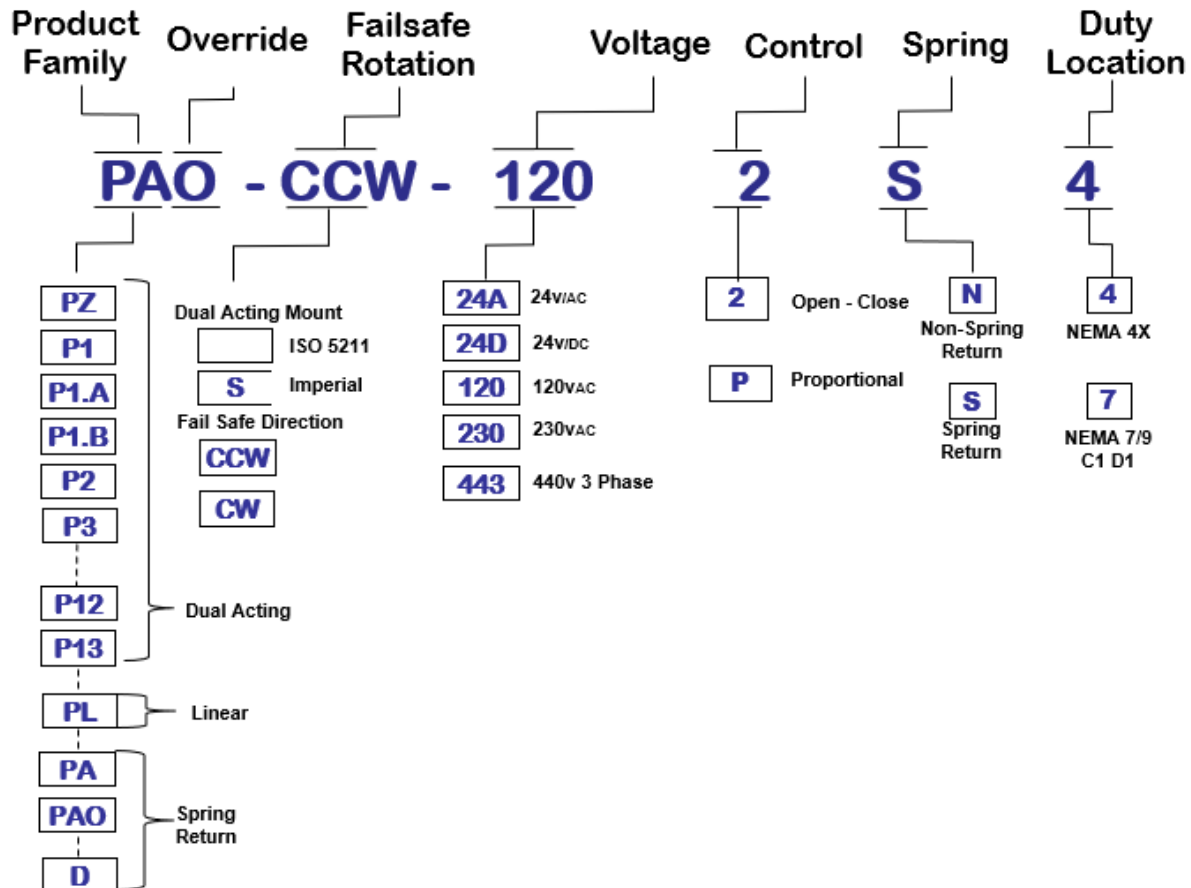 Product
Family
Override
Failsafe
Rotation
Voltage
Control
Spring
Duty
Location
PAO - CCW - 120 2 S 4
PZ
P1
P1.A
P1.B
P2
P3
P12
P13
Dual Acting
PL
Linear
PA
PAO
D
Spring
Return
Dual Acting Mount
ISO 5211
S Imperial
Fail Safe Direction
CCW
CW
24A 24V/AC
24D 24V/DC
120 120VAC
230 230VAC
443 440v 3 Phase
2 Open - Close
P Proportional
N
Non-Spring
Return
S
Spring
Return
4
NEMA 4X
7
NEMA 7/9
C1 D1